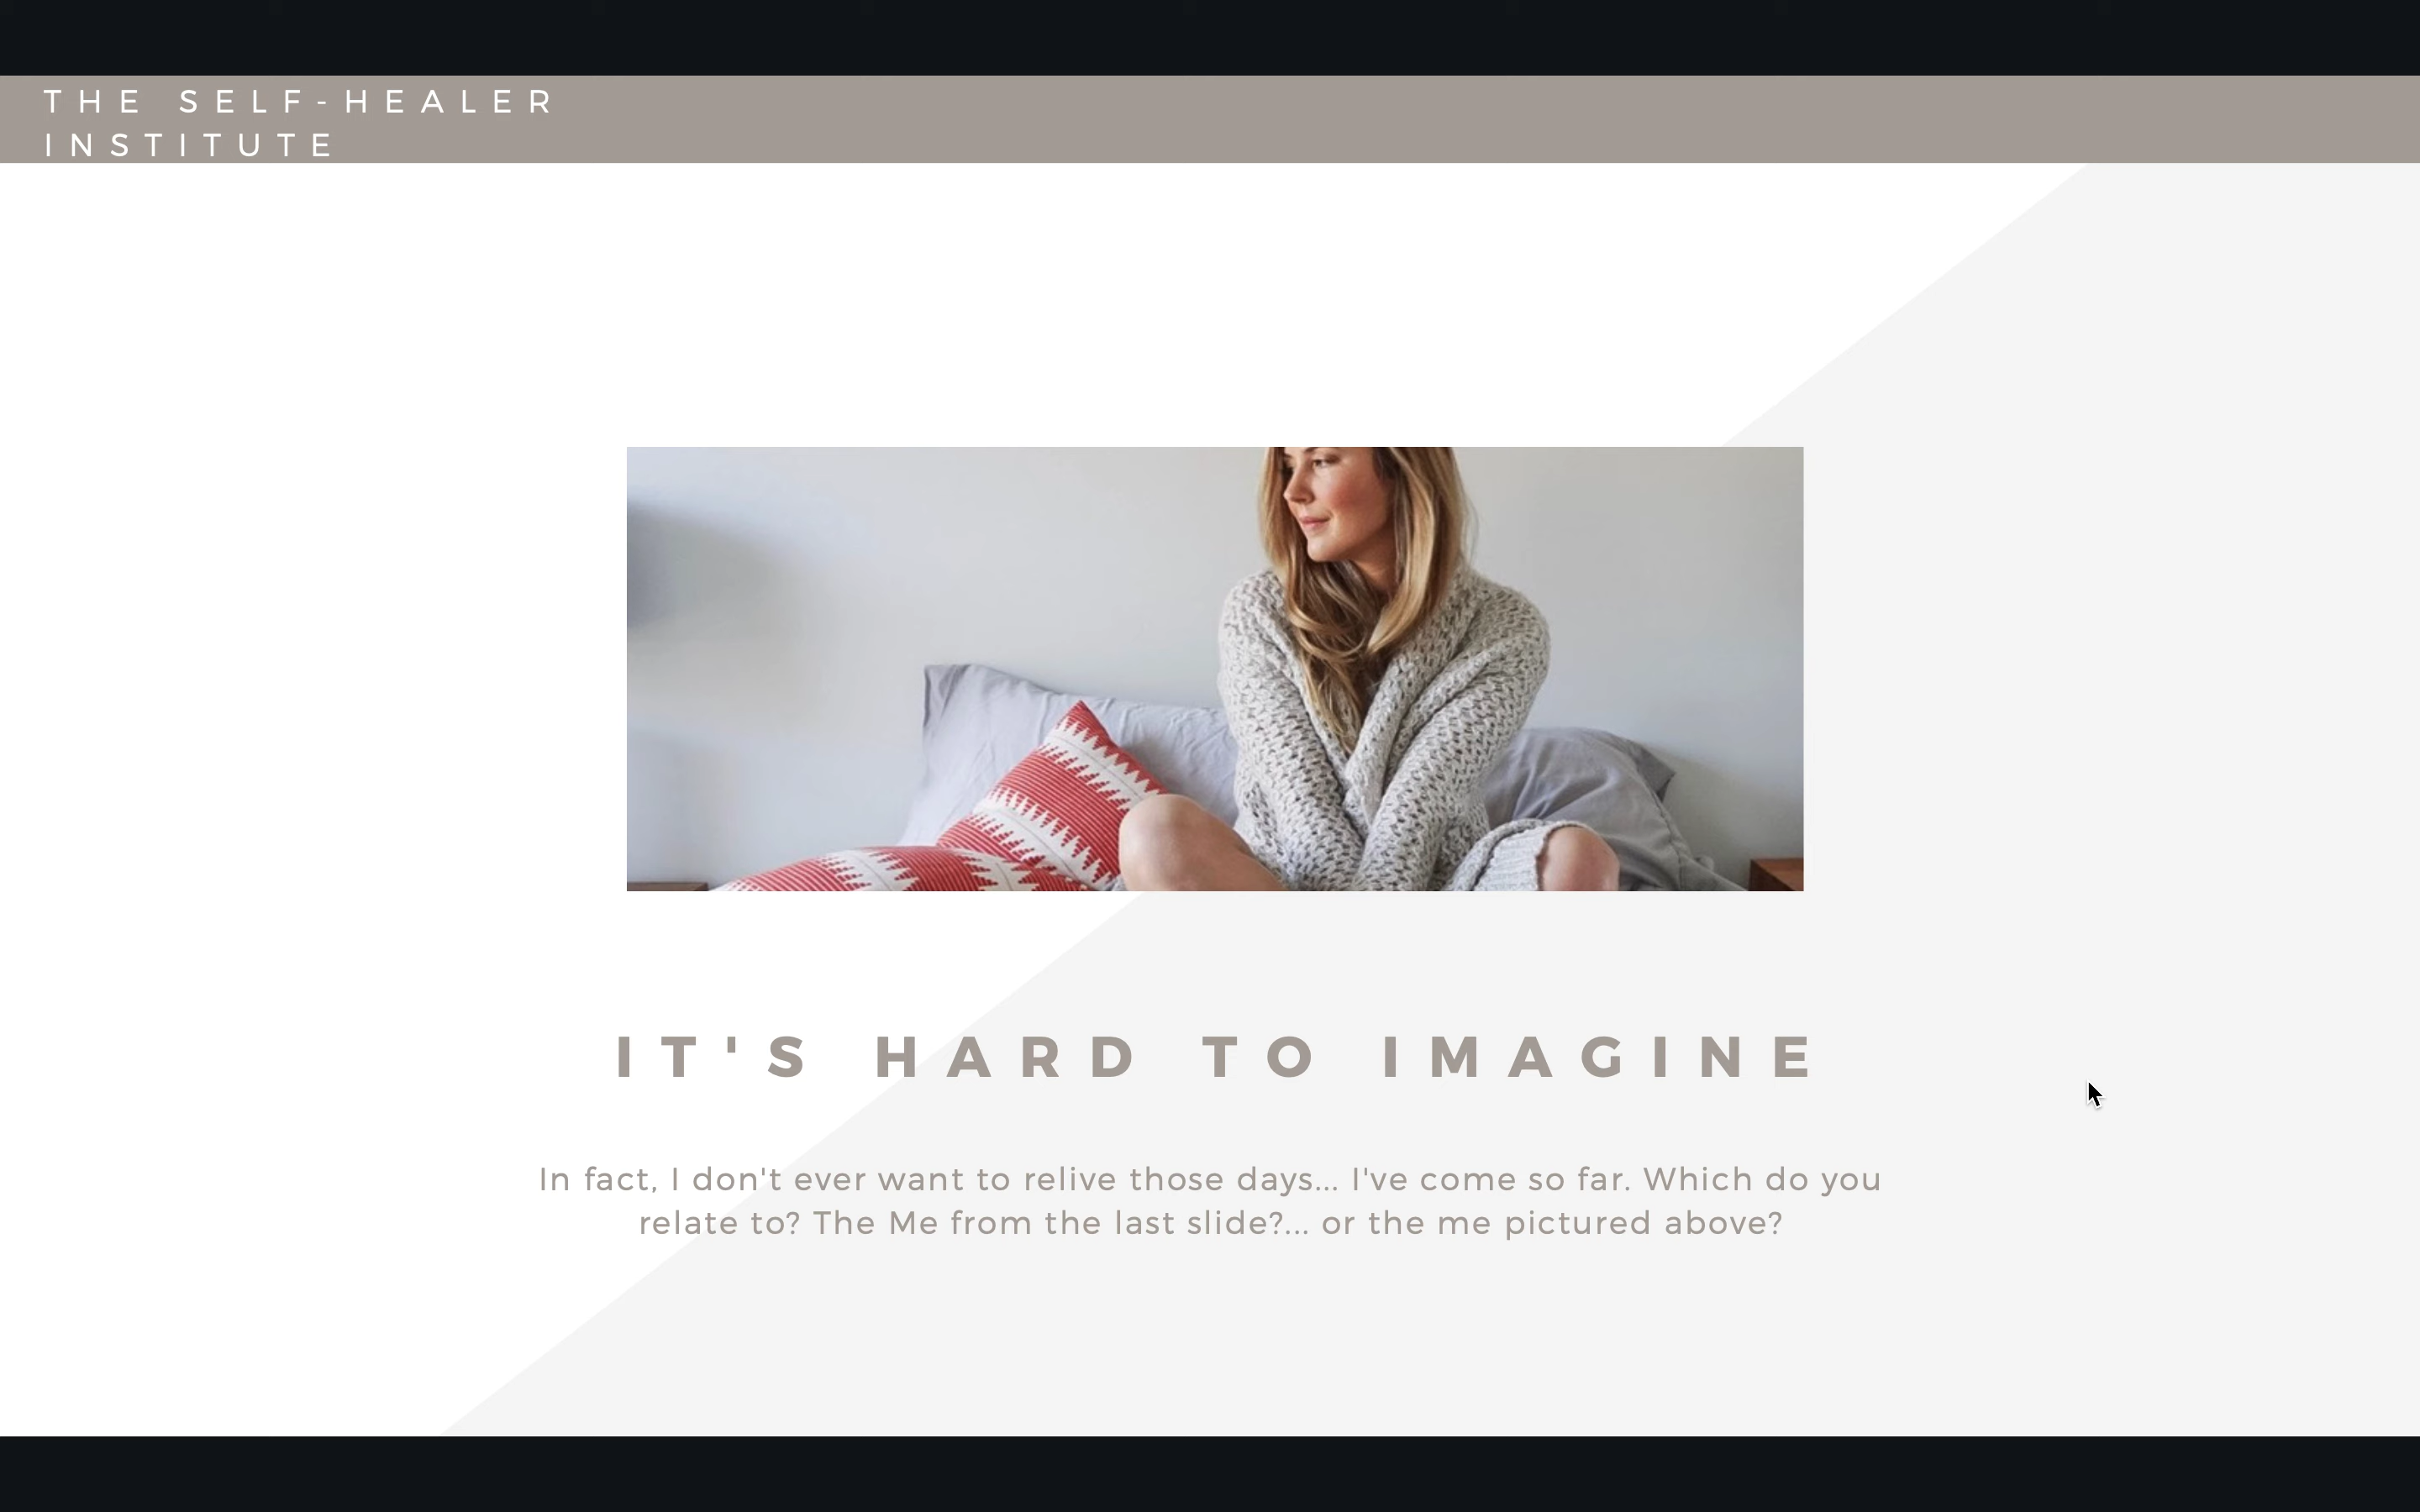 THE SELF-HEALER
INSTITUTE
IT'S HARD TO IMAGINE
In fact, I don't ever want to relive those days... I've come so far. Which do you
relate to? The Me from the last slide?... or the me pictured above?